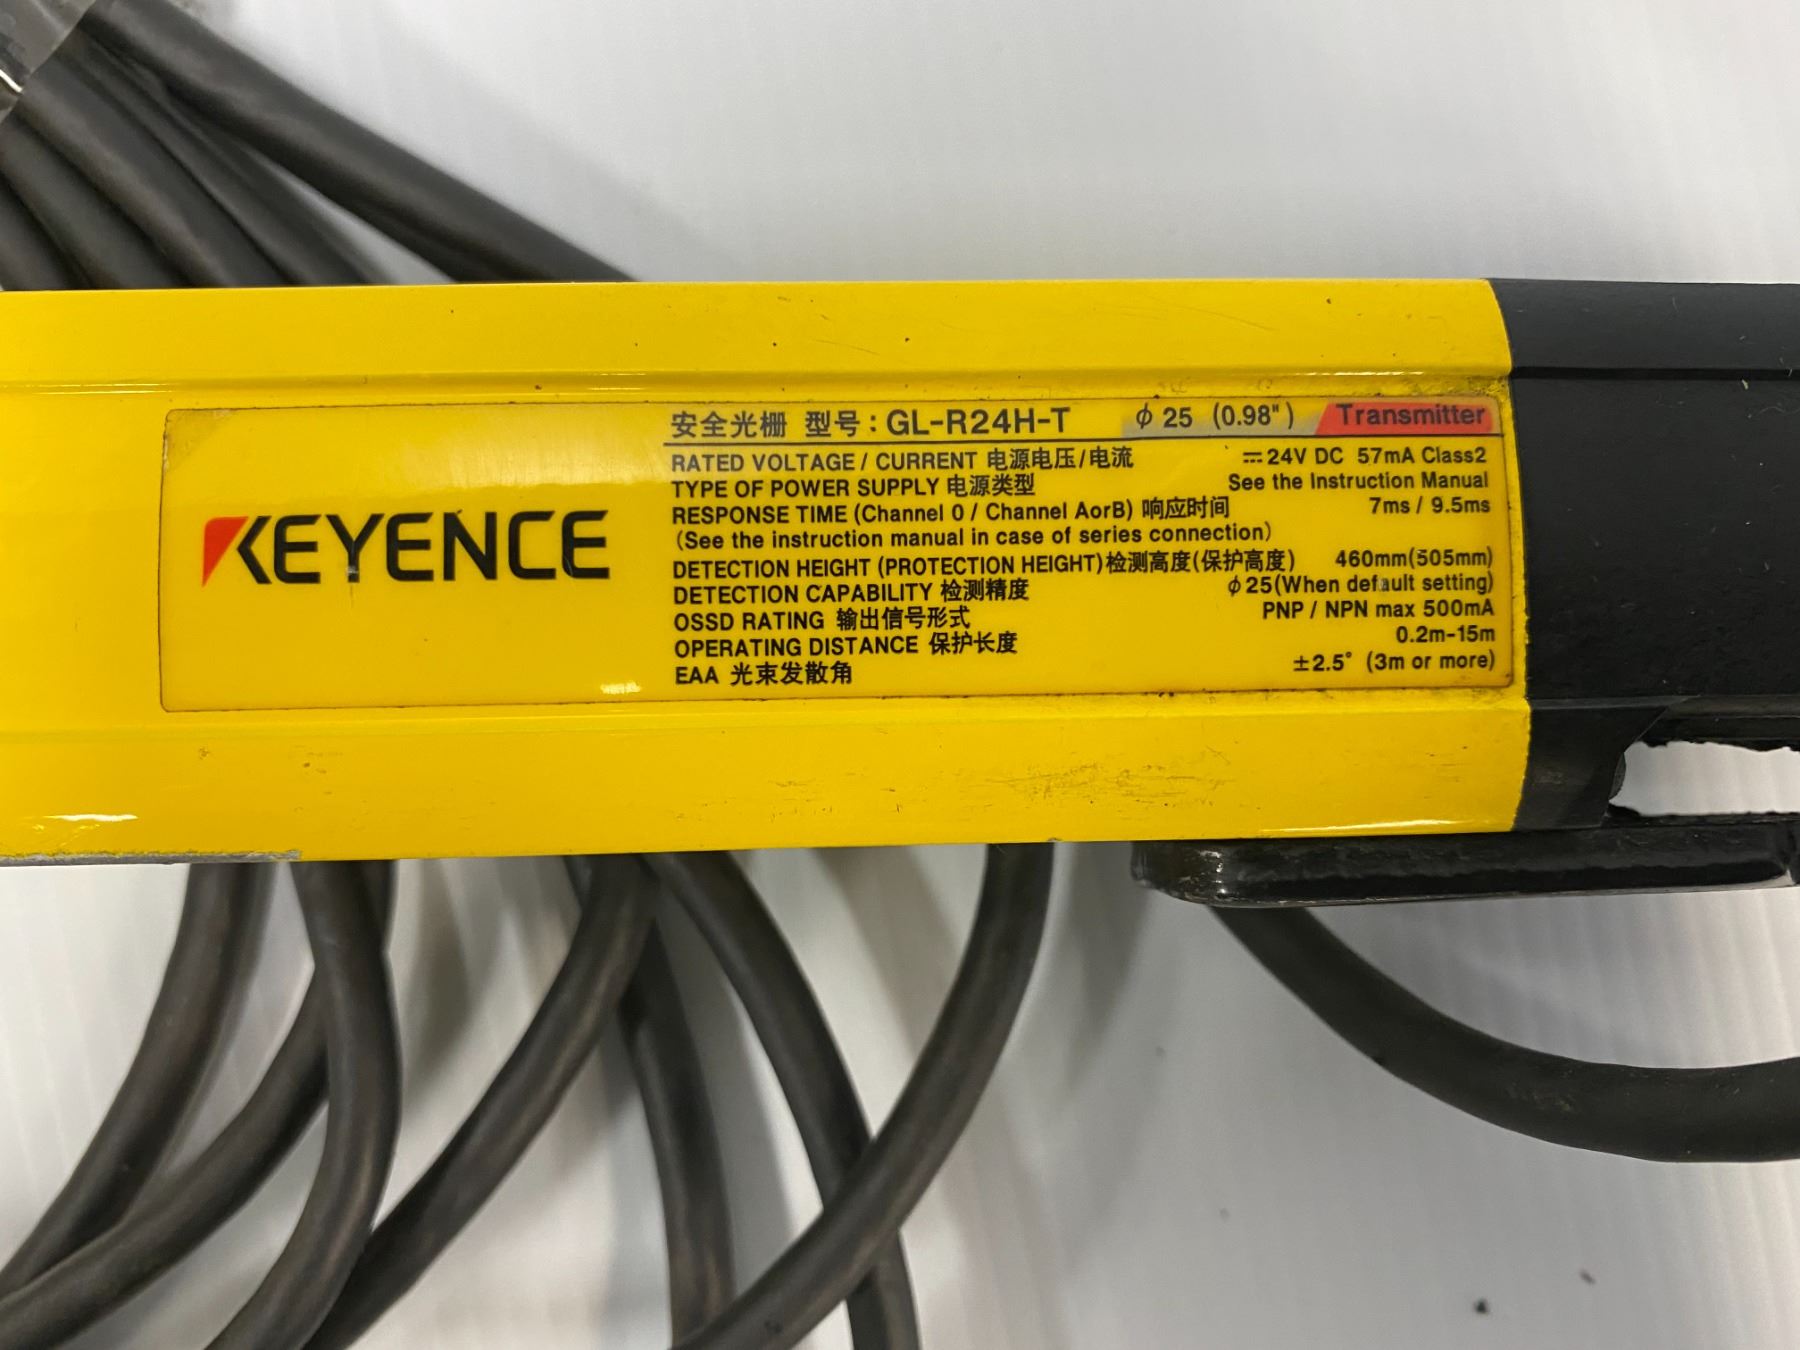 KEYENCE
安全光栅 型号：GL-R24H-T ϕ 25 (0.98") Transmitter
RATED VOLTAGE / CURRENT 电源电压/电流 ⎓24V DC 57mA Class2
TYPE OF POWER SUPPLY 电源类型 See the Instruction Manual
RESPONSE TIME (Channel 0 / Channel AorB) 响应时间 7ms / 9.5ms
(See the instruction manual in case of series connection)
DETECTION HEIGHT (PROTECTION HEIGHT) 检测高度(保护高度) 460mm(505mm)
DETECTION CAPABILITY 检测精度 ϕ25(When default setting)
OSSD RATING 输出信号形式 PNP / NPN max 500mA
OPERATING DISTANCE 保护长度 0.2m-15m
EAA 光束发散角 ±2.5° (3m or more)